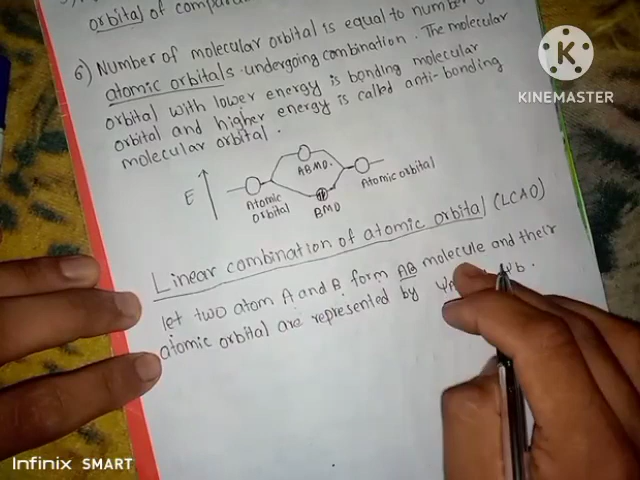 orbital of compara
6) Number of molecular orbital is equal to number o
atomic orbitals undergoing combination. The molecular
orbital with lower energy is bonding molecular
orbital and higher energy is called anti-bonding
molecular orbital.
E
ABMO.
Atomic orbital
BMO
Atomic orbital
Linear combination of atomic orbital (LCAO)
let two atom A and B form AB molecule and their
atomic orbital are represented by ψb.
KINEMASTER
Infinix SMART